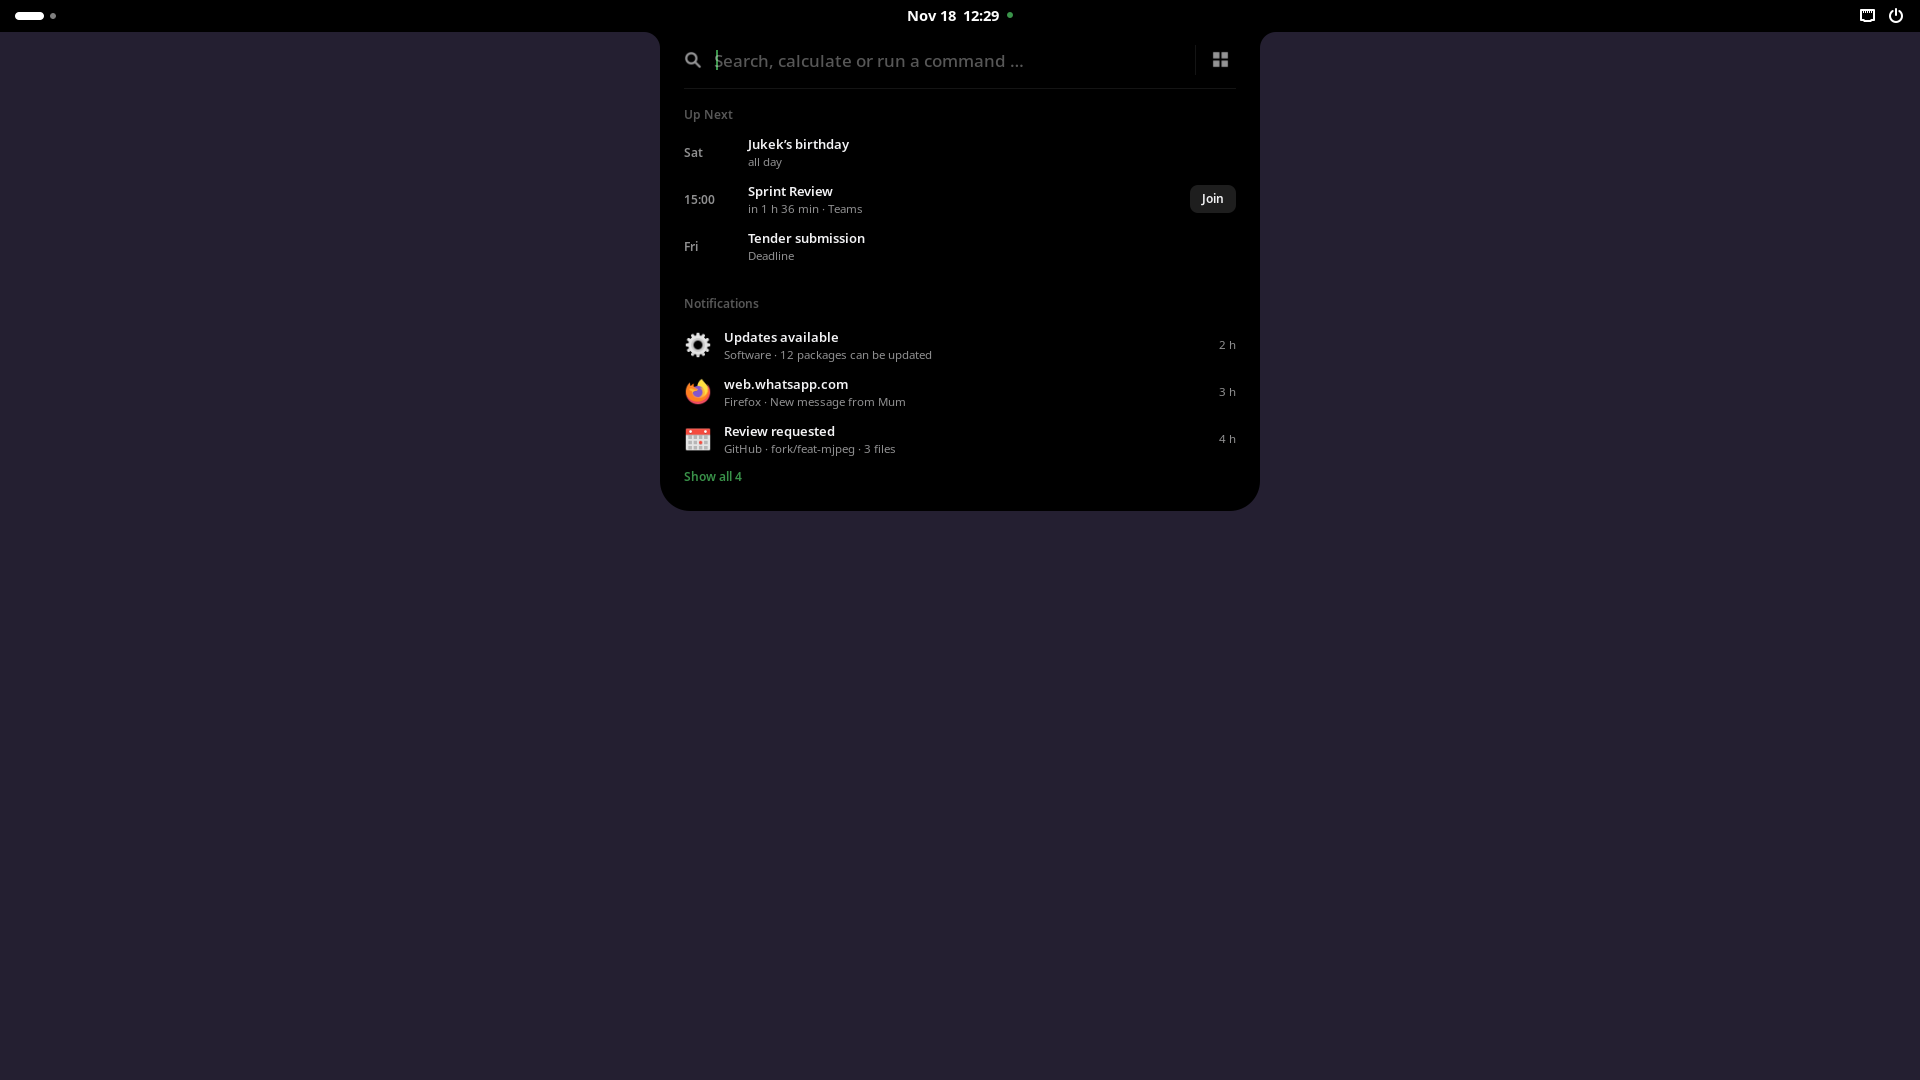 Nov 18 12:29
Search, calculate or run a command ...
Up Next
Sat
Jukek's birthday
all day
15:00
Sprint Review
in 1 h 36 min · Teams
Join
Fri
Tender submission
Deadline
Notifications
Updates available
Software · 12 packages can be updated
2 h
web.whatsapp.com
Firefox · New message from Mum
3 h
Review requested
GitHub · fork/feat-mjpeg · 3 files
4 h
Show all 4